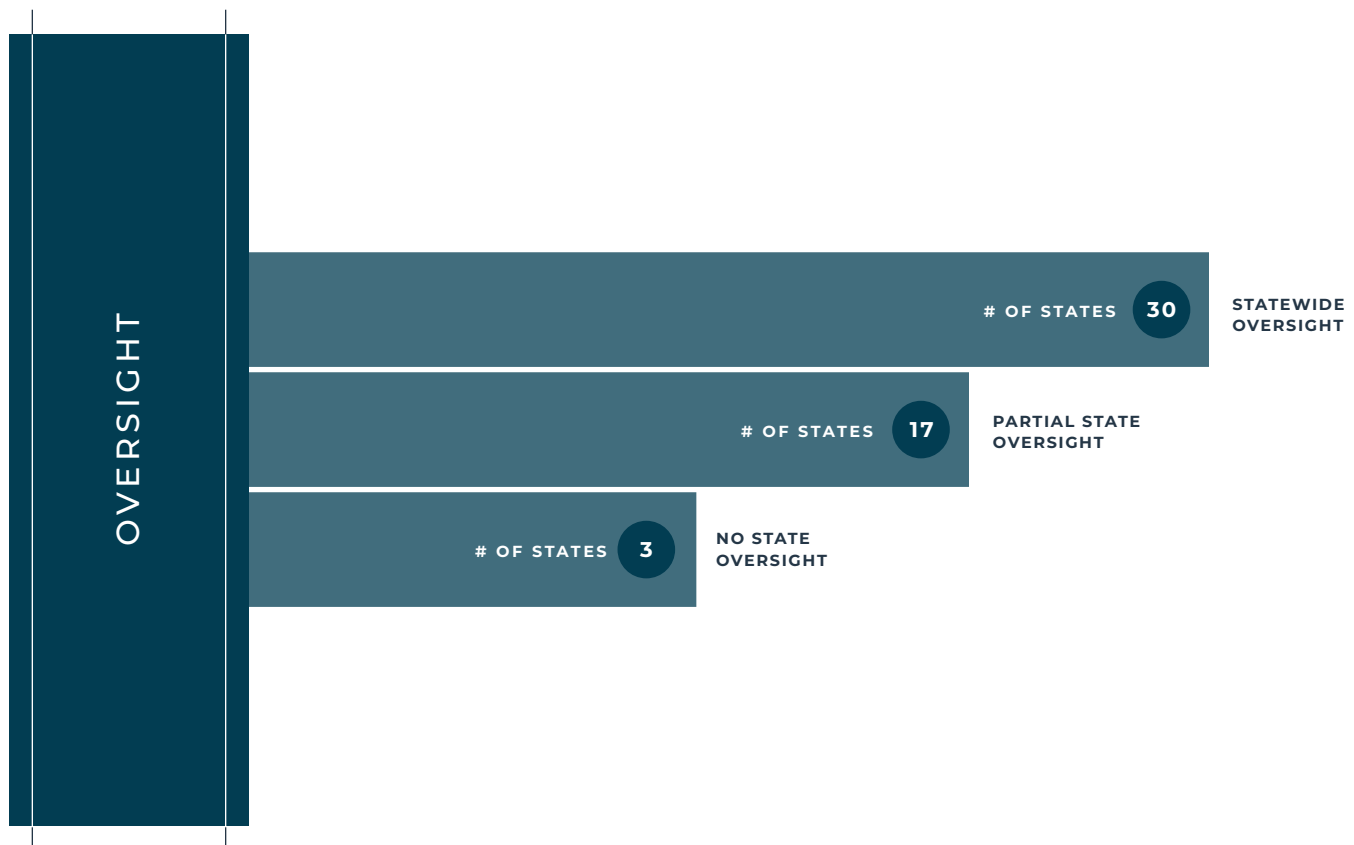 OVERSIGHT
# OF STATES 30
STATEWIDE
OVERSIGHT
# OF STATES 17
PARTIAL STATE
OVERSIGHT
# OF STATES 3
NO STATE
OVERSIGHT